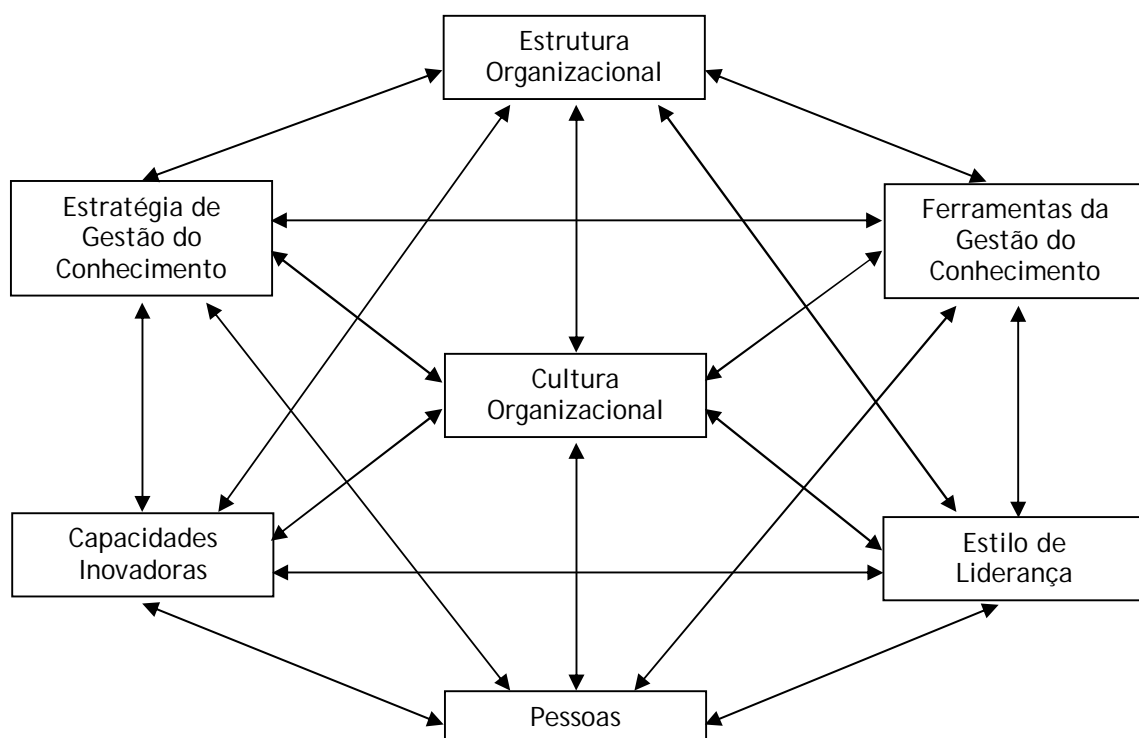 Estrutura
Organizacional
Estratégia de
Gestão do
Conhecimento
Ferramentas da
Gestão do
Conhecimento
Cultura
Organizacional
Capacidades
Inovadoras
Estilo de
Liderança
Pessoas